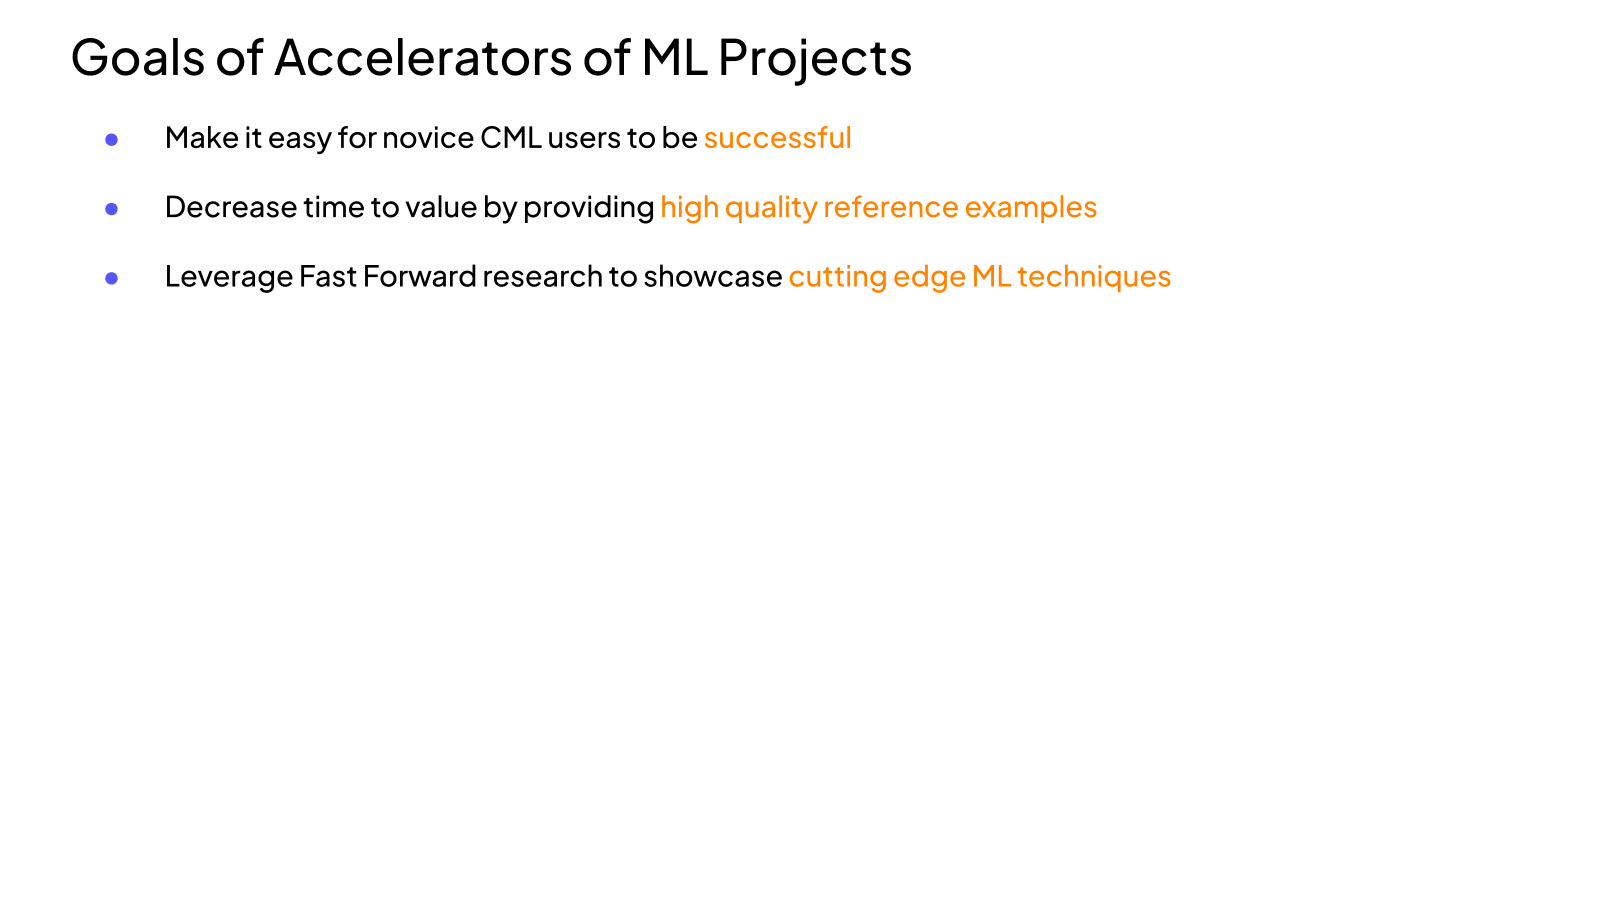 Goals of Accelerators of ML Projects
● Make it easy for novice CML users to be successful
● Decrease time to value by providing high quality reference examples
● Leverage Fast Forward research to showcase cutting edge ML techniques